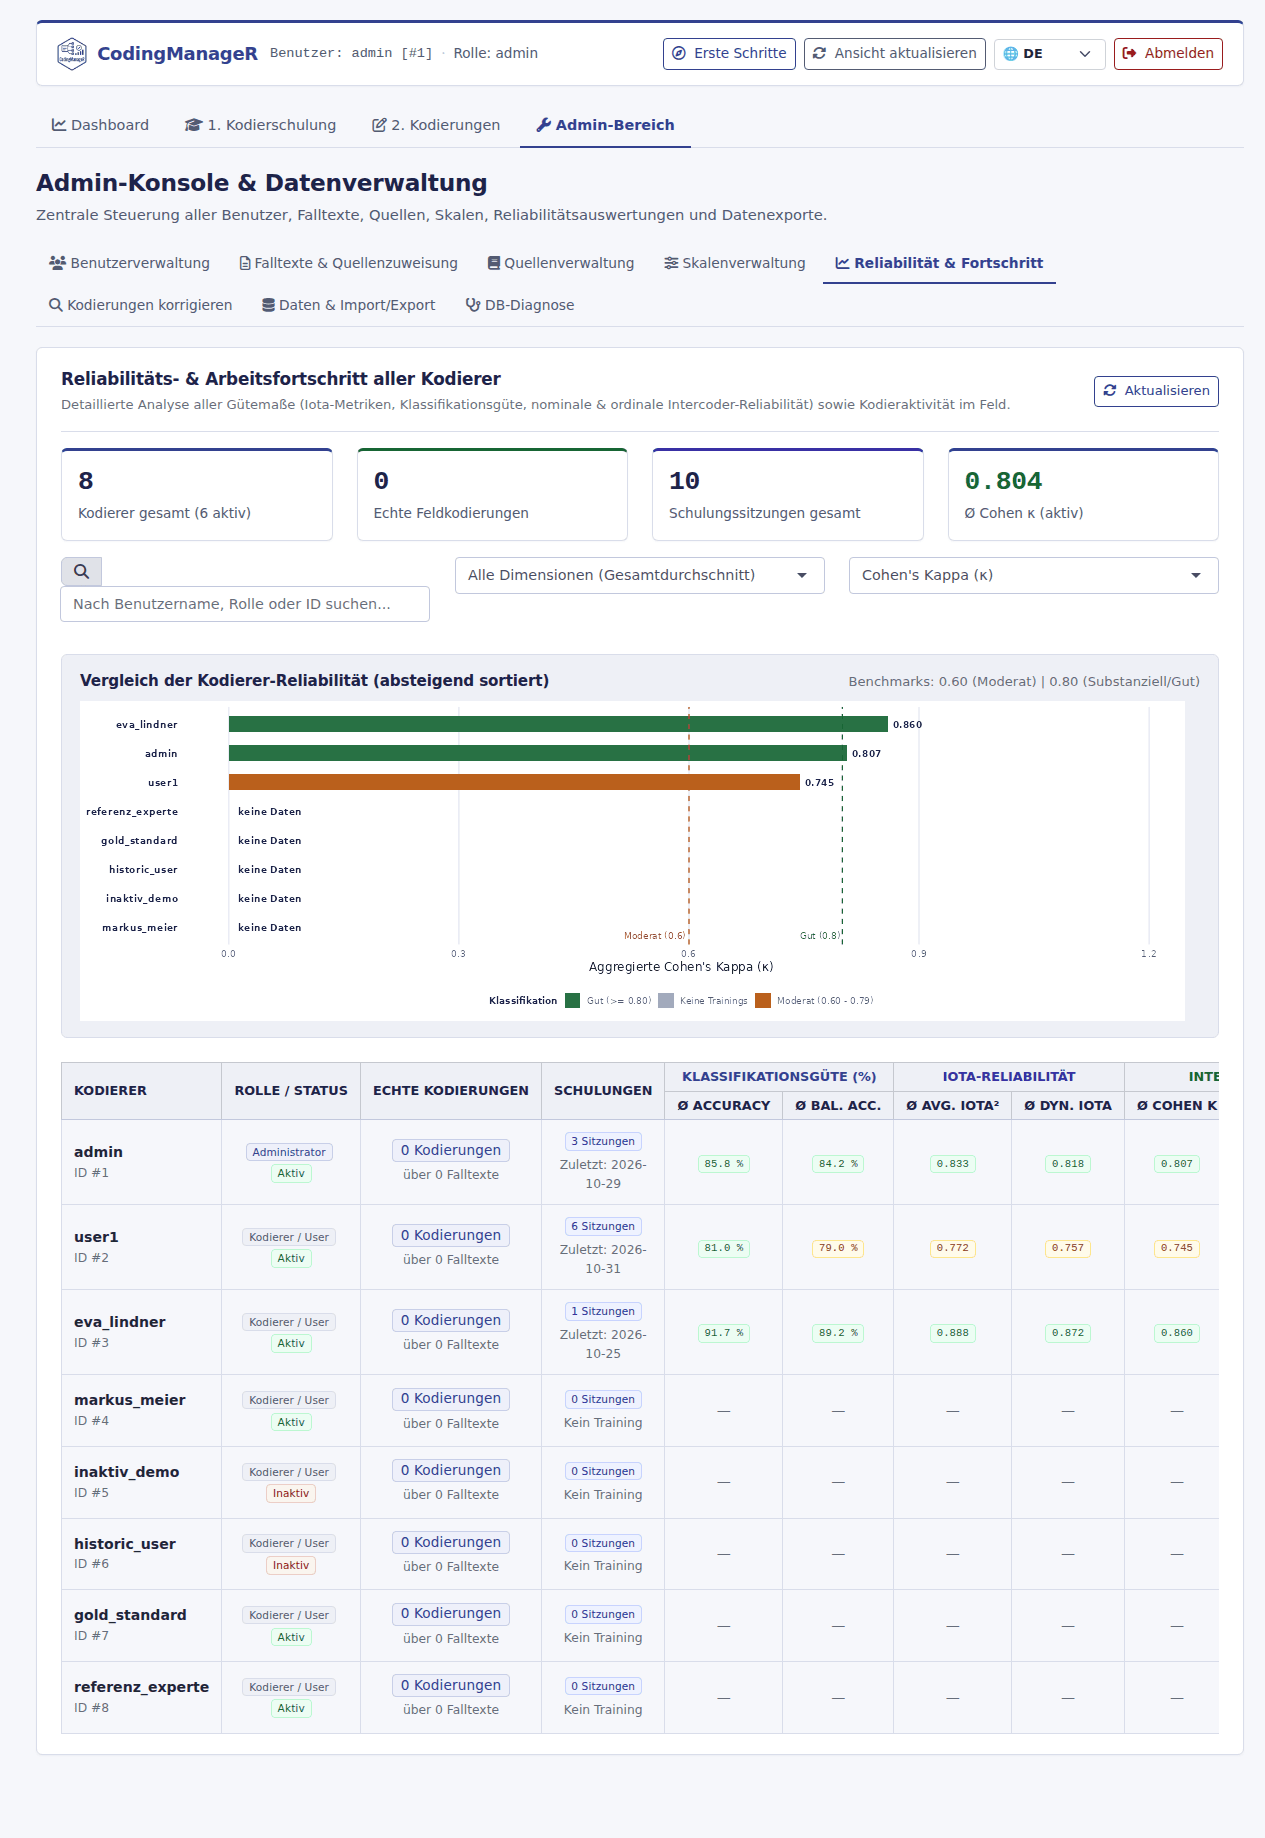 CodingManageR Benutzer: admin [#1] · Rolle: admin Erste Schritte Ansicht aktualisieren DE Abmelden
Dashboard 1. Kodierschulung 2. Kodierungen Admin-Bereich
Admin-Konsole & Datenverwaltung
Zentrale Steuerung aller Benutzer, Falltexte, Quellen, Skalen, Reliabilitätsauswertungen und Datenexporte.
Benutzerverwaltung Falltexte & Quellenzuweisung Quellenverwaltung Skalenverwaltung Reliabilität & Fortschritt
Kodierungen korrigieren Daten & Import/Export DB-Diagnose
Reliabilitäts- & Arbeitsfortschritt aller Kodierer
Detaillierte Analyse aller Gütemaße (Iota-Metriken, Klassifikationsgüte, nominale & ordinale Intercoder-Reliabilität) sowie Kodieraktivität im Feld.
Aktualisieren
8 0 10 0.804
Kodierer gesamt (6 aktiv) Echte Feldkodierungen Schulungssitzungen gesamt Ø Cohen κ (aktiv)
Alle Dimensionen (Gesamtdurchschnitt) Cohen's Kappa (κ)
Nach Benutzername, Rolle oder ID suchen...
Vergleich der Kodierer-Reliabilität (absteigend sortiert) Benchmarks: 0.60 (Moderat) | 0.80 (Substanziell/Gut)
eva_lindner 0.860
admin 0.807
user1 0.745
referenz_experte keine Daten
gold_standard keine Daten
historic_user keine Daten
inaktiv_demo keine Daten
markus_meier keine Daten
Moderat (0.6) Gut (0.8)
0.0 0.3 0.6 0.9 1.2
Aggregierte Cohen's Kappa (κ)
Klassifikation Gut (>= 0.80) Keine Trainings Moderat (0.60 - 0.79)
KODIERER ROLLE / STATUS ECHTE KODIERUNGEN SCHULUNGEN KLASSIFIKATIONSGÜTE (%) IOTA-RELIABILITÄT INTE
Ø ACCURACY Ø BAL. ACC. Ø AVG. IOTA² Ø DYN. IOTA Ø COHEN K
admin Administrator 0 Kodierungen 3 Sitzungen
ID #1 Aktiv über 0 Falltexte Zuletzt: 2026-10-29 85.8 % 84.2 % 0.833 0.818 0.807
user1 Kodierer / User 0 Kodierungen 6 Sitzungen
ID #2 Aktiv über 0 Falltexte Zuletzt: 2026-10-31 81.0 % 79.0 % 0.772 0.757 0.745
eva_lindner Kodierer / User 0 Kodierungen 1 Sitzungen
ID #3 Aktiv über 0 Falltexte Zuletzt: 2026-10-25 91.7 % 89.2 % 0.888 0.872 0.860
markus_meier Kodierer / User 0 Kodierungen 0 Sitzungen
ID #4 Aktiv über 0 Falltexte Kein Training — — — — —
inaktiv_demo Kodierer / User 0 Kodierungen 0 Sitzungen
ID #5 Inaktiv über 0 Falltexte Kein Training — — — — —
historic_user Kodierer / User 0 Kodierungen 0 Sitzungen
ID #6 Inaktiv über 0 Falltexte Kein Training — — — — —
gold_standard Kodierer / User 0 Kodierungen 0 Sitzungen
ID #7 Aktiv über 0 Falltexte Kein Training — — — — —
referenz_experte Kodierer / User 0 Kodierungen 0 Sitzungen
ID #8 Aktiv über 0 Falltexte Kein Training — — — — —